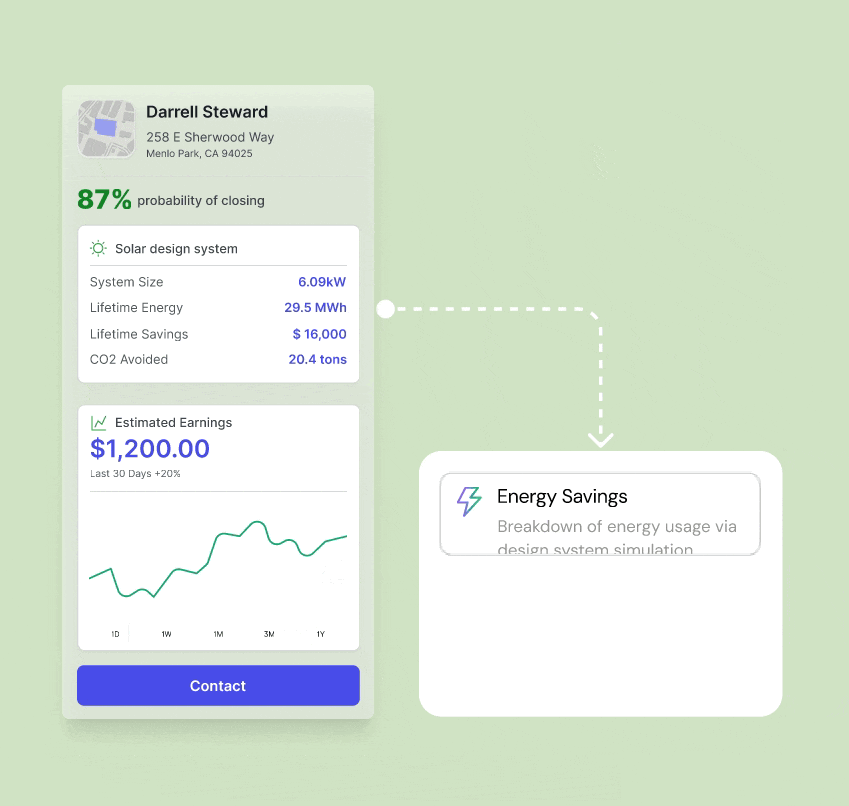 Darrell Steward
258 E Sherwood Way
Menlo Park, CA 94025
87% probability of closing
Solar design system
System Size 6.09kW
Lifetime Energy 29.5 MWh
Lifetime Savings $ 16,000
CO2 Avoided 20.4 tons
Estimated Earnings
$1,200.00
Last 30 Days +20%
1D 1W 1M 3M 1Y
Contact
Energy Savings
Breakdown of energy usage via
design system simulation